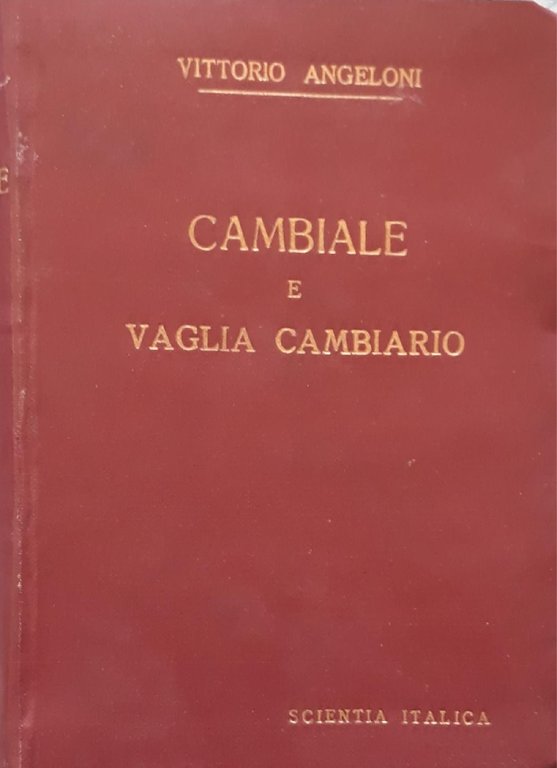 VITTORIO ANGELONI
CAMBIALE
E
VAGLIA CAMBIARIO
SCIENTIA ITALICA
E